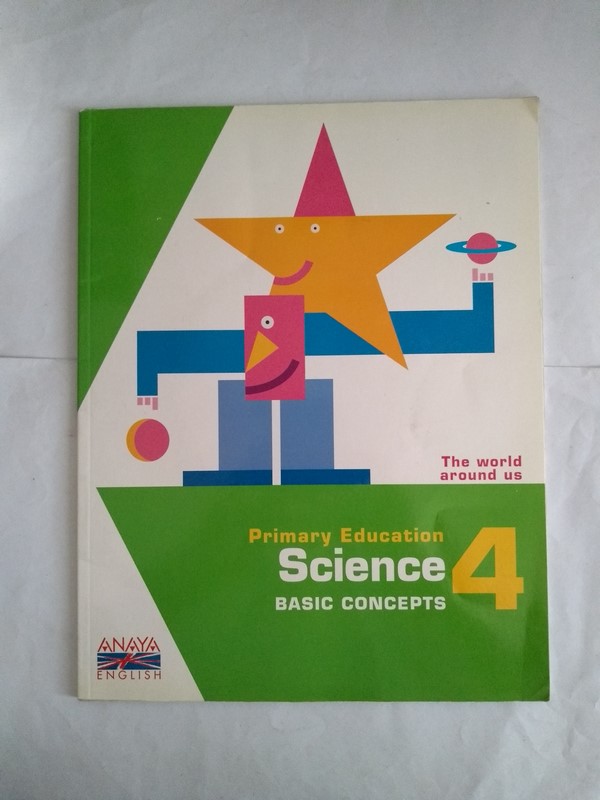 The world
around us
Primary Education
Science 4
BASIC CONCEPTS
ANAYA
ENGLISH